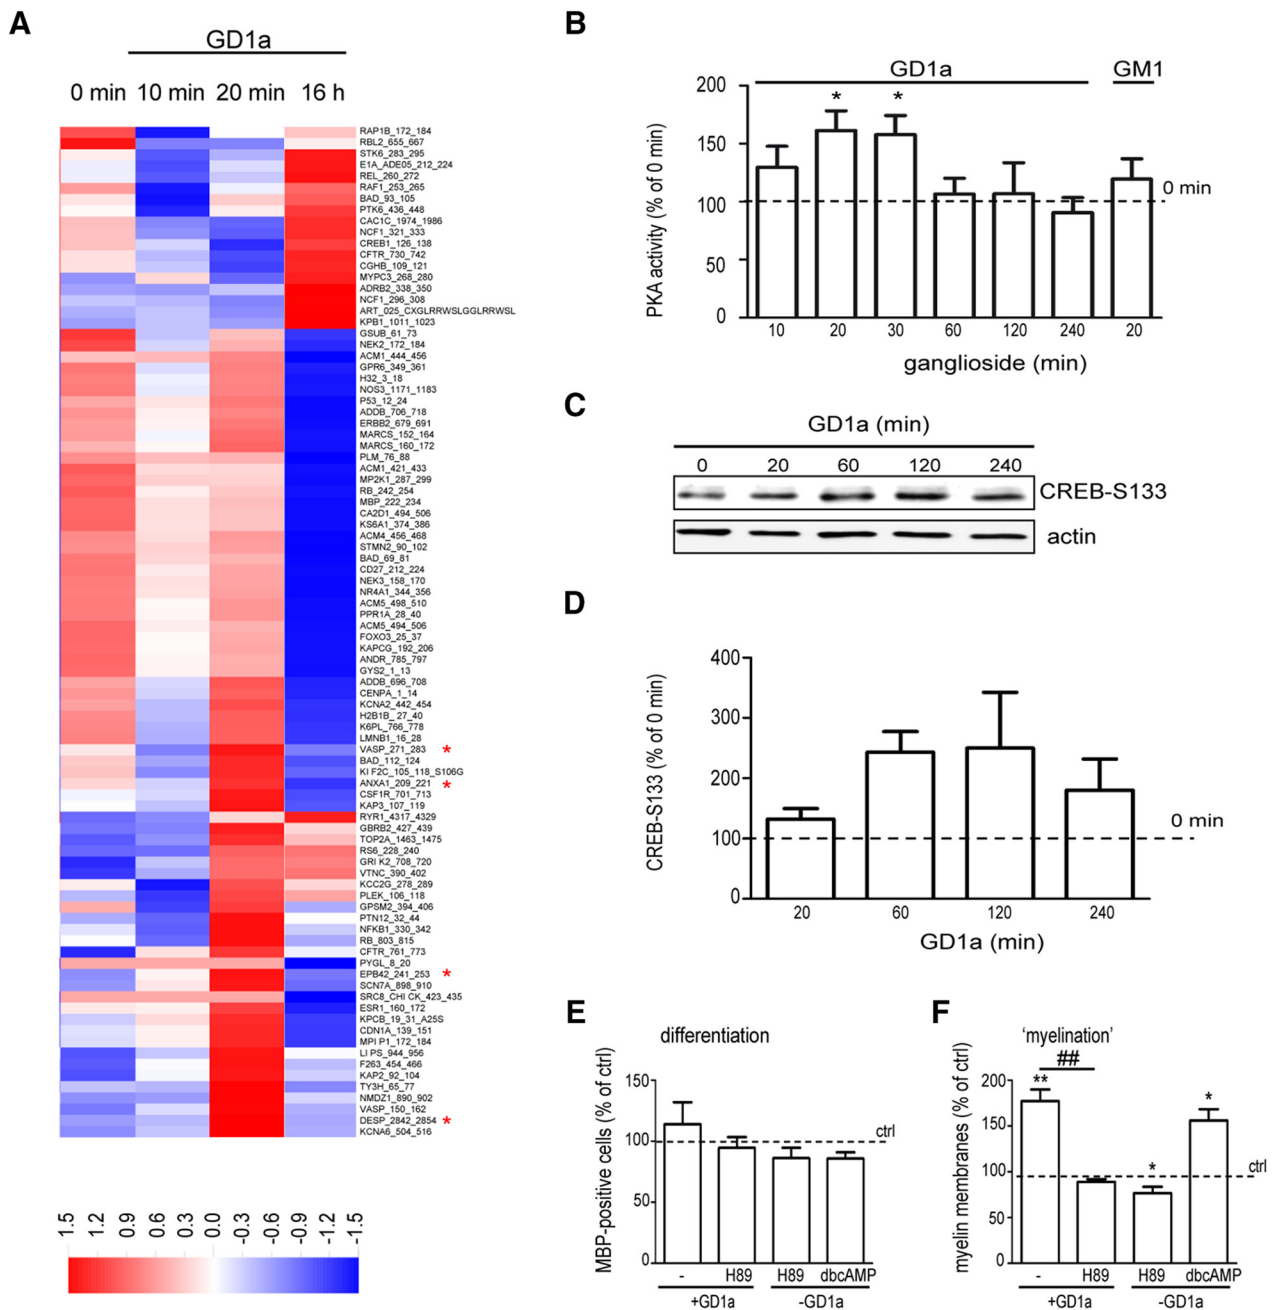 A
GD1a
0 min 10 min 20 min 16 h
RAP1B_172_184
RBL2_655_667
STK6_283_295
E1A_ADE05_212_224
REL_260_272
RAF1_253_265
BAD_93_105
PTK6_436_448
CAC1C_1974_1986
NCF1_321_333
CREB1_126_138
CFTR_730_742
CGHB_109_121
MYPC3_268_280
ADRB2_338_350
NCF1_296_308
ART_025_CXGLRRWSLGGLRRWSL
KPB1_1011_1023
GSUB_61_73
NEK2_172_184
ACM1_444_456
GPR6_349_361
H32_3_18
NOS3_1171_1183
P53_12_24
ADDB_706_718
ERBB2_679_691
MARCS_152_164
MARCS_160_172
PLM_76_88
ACM1_421_433
MP2K1_287_299
RB_242_254
MBP_222_234
CA2D1_494_506
KS6A1_374_386
ACM4_456_468
STMN2_90_102
BAD_69_81
CD27_212_224
NEK3_158_170
NR4A1_344_356
ACM5_498_510
PPR1A_28_40
ACM5_494_506
FOXO3_25_37
KAPCG_192_206
ANDR_785_797
GYS2_1_13
ADDB_696_708
CENPA_1_14
KCNA2_442_454
H2B1B_27_40
K6PL_766_778
LMNB1_16_28
VASP_271_283 *
BAD_112_124
KI F2C_105_118_S106G
ANXA1_209_221 *
CSF1R_701_713
KAP3_107_119
RYR1_4317_4329
GBRB2_427_439
TOP2A_1463_1475
RS6_228_240
GRI K2_708_720
VTNC_390_402
KCC2G_278_289
PLEK_106_118
GPSM2_394_406
PTN12_32_44
NFKB1_330_342
RB_803_815
CFTR_761_773
PYGL_8_20
EPB42_241_253 *
SCN7A_898_910
SRC8_CHI CK_423_435
ESR1_160_172
KPCB_19_31_A25S
CDN1A_139_151
MPI P1_172_184
LI PS_944_956
F263_454_466
KAP2_92_104
TY3H_65_77
NMDZ1_890_902
VASP_150_162
DESP_2842_2854 *
KCNA6_504_516
1.5 1.2 0.9 0.6 0.3 0.0 -0.3 -0.6 -0.9 -1.2 -1.5
B
GD1a GM1
PKA activity (% of 0 min)
200
150
100
50
0
* *
0 min
10 20 30 60 120 240 20
ganglioside (min)
C
GD1a (min)
0 20 60 120 240
CREB-S133
actin
D
CREB-S133 (% of 0 min)
400
300
200
100
0
0 min
20 60 120 240
GD1a (min)
E
differentiation
MBP-positive cells (% of ctrl)
150
100
50
0
ctrl
- H89 H89 dbcAMP
+GD1a -GD1a
F
'myelination'
##
myelin membranes (% of ctrl)
200
150
100
50
0
** * *
ctrl
- H89 H89 dbcAMP
+GD1a -GD1a